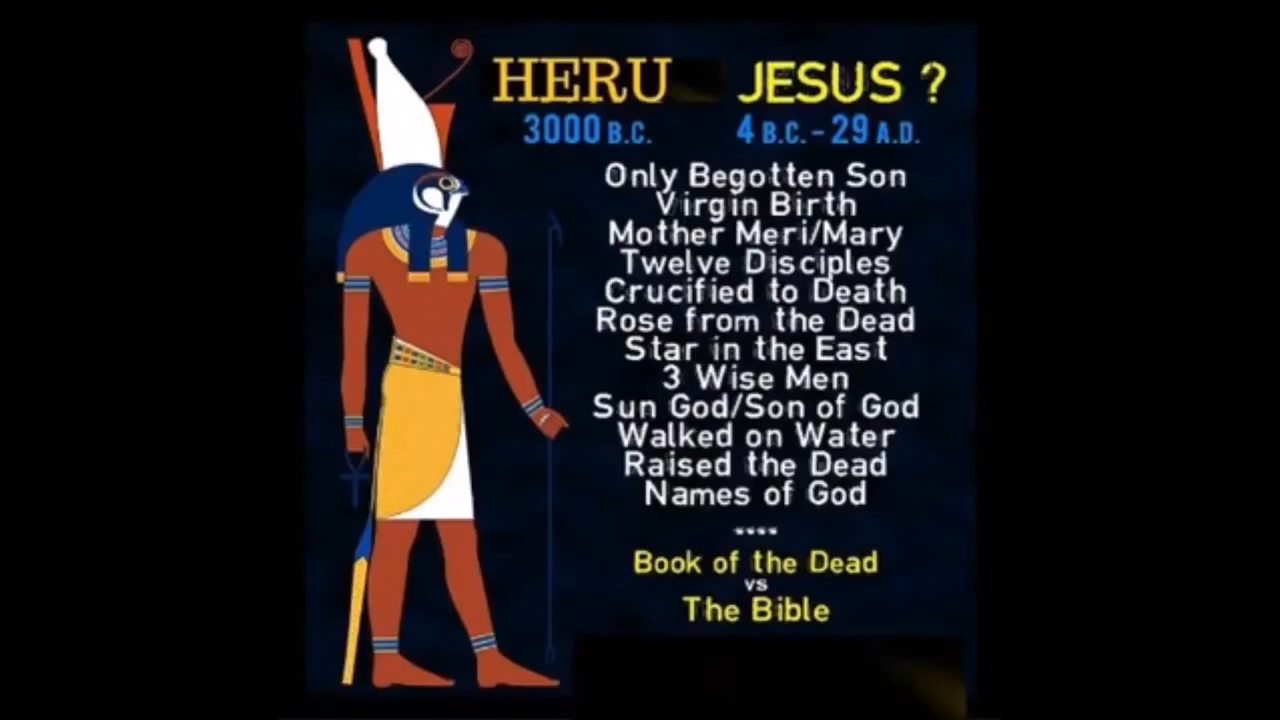 HERU JESUS ?
3000 B.C. 4 B.C. - 29 A.D.
Only Begotten Son
Virgin Birth
Mother Meri/Mary
Twelve Disciples
Crucified to Death
Rose from the Dead
Star in the East
3 Wise Men
Sun God/Son of God
Walked on Water
Raised the Dead
Names of God
----
Book of the Dead
vs
The Bible